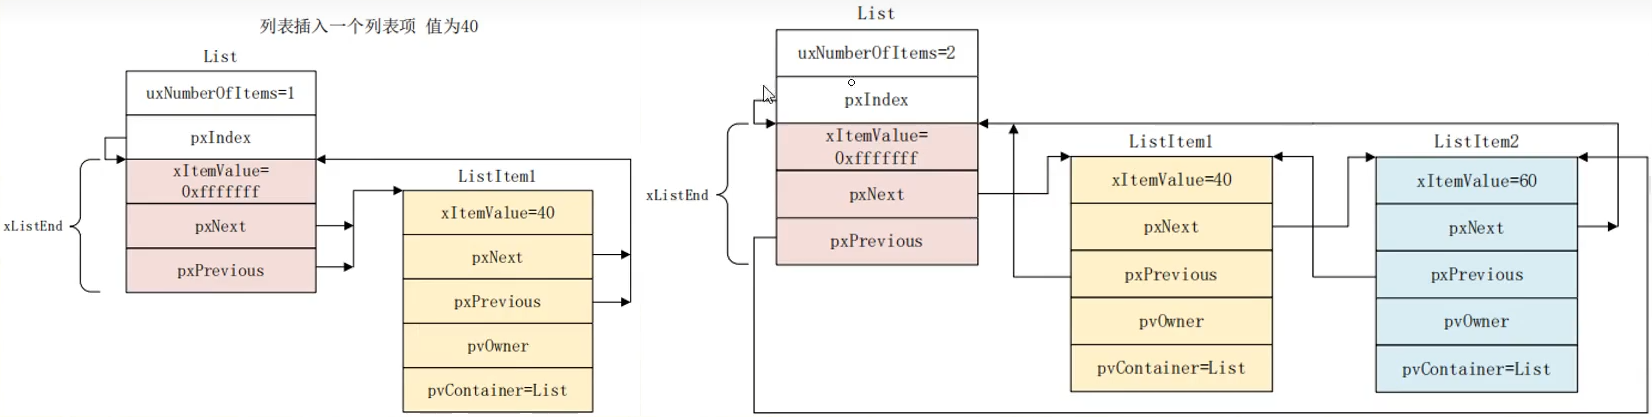 列表插入一个列表项 值为40
List
uxNumberOfItems=1
pxIndex
xItemValue=
0xfffffff
xListEnd
pxNext
pxPrevious
ListItem1
xItemValue=40
pxNext
pxPrevious
pvOwner
pvContainer=List
List
uxNumberOfItems=2
pxIndex
xItemValue=
0xfffffff
xListEnd
pxNext
pxPrevious
ListItem1
xItemValue=40
pxNext
pxPrevious
pvOwner
pvContainer=List
ListItem2
xItemValue=60
pxNext
pxPrevious
pvOwner
pvContainer=List